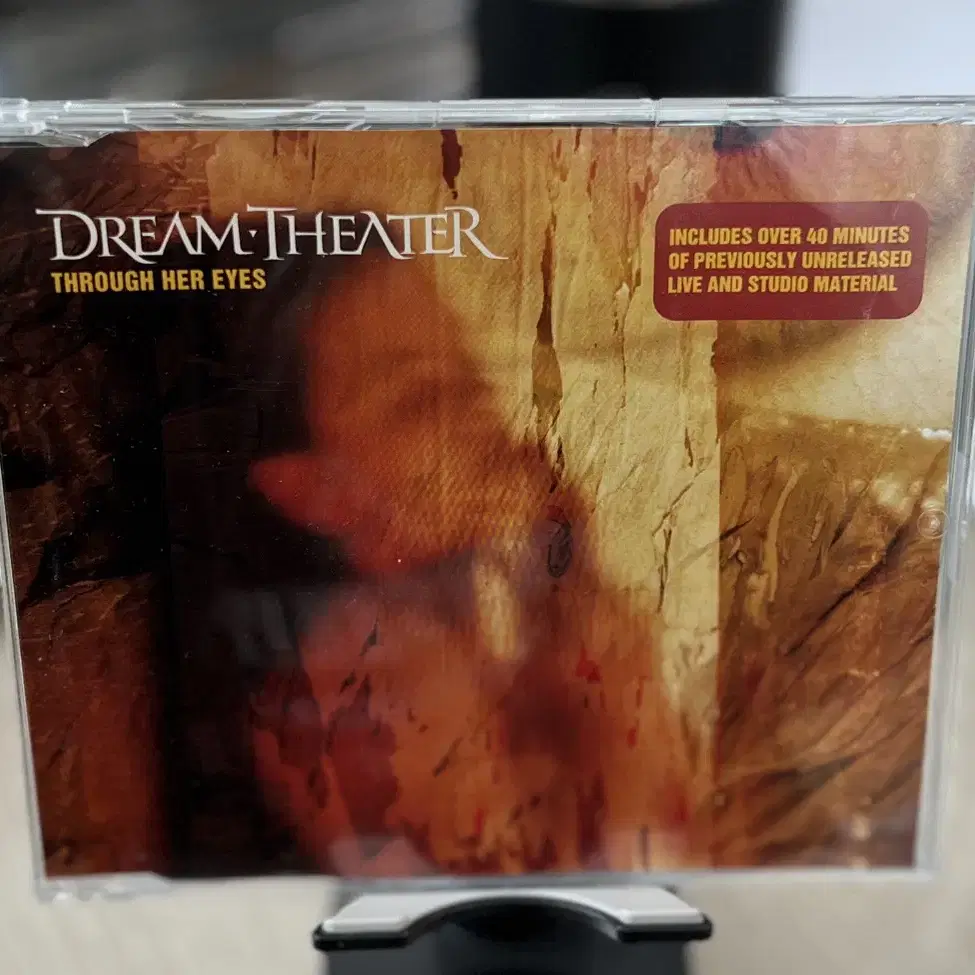 DREAM·THEATER
THROUGH HER EYES
INCLUDES OVER 40 MINUTES
OF PREVIOUSLY UNRELEASED
LIVE AND STUDIO MATERIAL